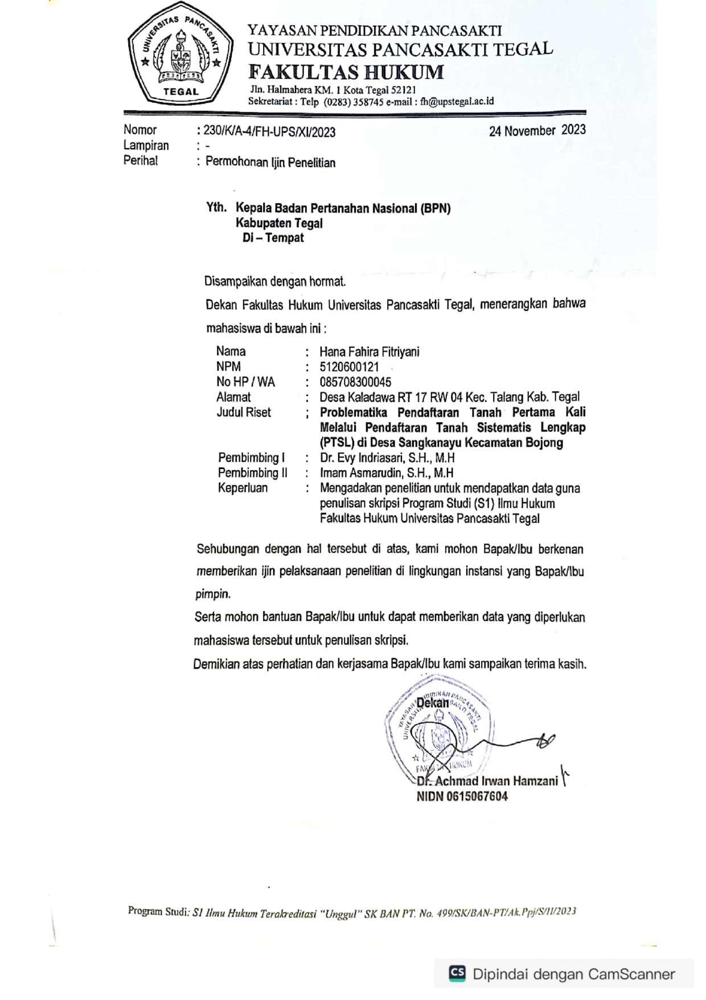 UNIVERSITAS PANCASAKTI
TEGAL
YAYASAN PENDIDIKAN PANCASAKTI
UNIVERSITAS PANCASAKTI TEGAL
FAKULTAS HUKUM
Jln. Halmahera KM. 1 Kota Tegal 52121
Sekretariat : Telp (0283) 358745 e-mail : fh@upstegal.ac.id
Nomor : 230/K/A-4/FH-UPS/XI/2023 24 November 2023
Lampiran : -
Perihal : Permohonan Ijin Penelitian
Yth. Kepala Badan Pertanahan Nasional (BPN)
Kabupaten Tegal
Di – Tempat
Disampaikan dengan hormat.
Dekan Fakultas Hukum Universitas Pancasakti Tegal, menerangkan bahwa
mahasiswa di bawah ini :
Nama : Hana Fahira Fitriyani
NPM : 5120600121
No HP / WA : 085708300045
Alamat : Desa Kaladawa RT 17 RW 04 Kec. Talang Kab. Tegal
Judul Riset ; Problematika Pendaftaran Tanah Pertama Kali
Melalui Pendaftaran Tanah Sistematis Lengkap
(PTSL) di Desa Sangkanayu Kecamatan Bojong
Pembimbing I : Dr. Evy Indriasari, S.H., M.H
Pembimbing II : Imam Asmarudin, S.H., M.H
Keperluan : Mengadakan penelitian untuk mendapatkan data guna
penulisan skripsi Program Studi (S1) Ilmu Hukum
Fakultas Hukum Universitas Pancasakti Tegal
Sehubungan dengan hal tersebut di atas, kami mohon Bapak/Ibu berkenan
memberikan ijin pelaksanaan penelitian di lingkungan instansi yang Bapak/Ibu
pimpin.
Serta mohon bantuan Bapak/Ibu untuk dapat memberikan data yang diperlukan
mahasiswa tersebut untuk penulisan skripsi.
Demikian atas perhatian dan kerjasama Bapak/Ibu kami sampaikan terima kasih.
Dekan
YAYASAN PENDIDIKAN PANCASAKTI
UNIVERSITAS PANCASAKTI TEGAL
FAKULTAS HUKUM
Dr. Achmad Irwan Hamzani
NIDN 0615067604
Program Studi: S1 Ilmu Hukum Terakreditasi “Unggul” SK BAN PT. No. 499/SK/BAN-PT/Ak.Ppj/S/II/2023
CS Dipindai dengan CamScanner